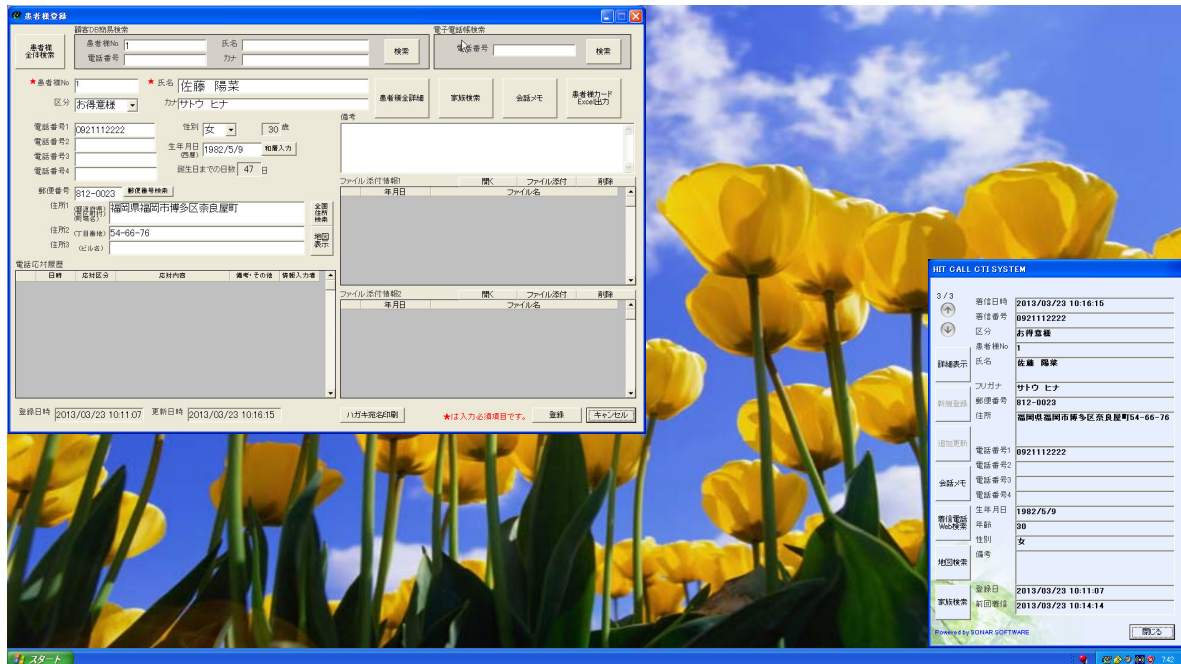 患者様登録
顧客DB簡易検索
電子電話帳検索
患者様
全体検索
患者様No 1
氏名
検索
電話番号
カナ
電話番号
検索
★患者様No 1
★氏名 佐藤 陽菜
区分 お得意様
カナ サトウ ヒナ
患者様全詳細
家族検索
会話メモ
患者様カード
Excel出力
電話番号1 0921112222
性別 女
30 歳
電話番号2
生年月日
(西暦)
1982/5/9
和暦入力
電話番号3
電話番号4
誕生日までの日数 47 日
備考
郵便番号 812-0023
郵便番号検索
住所1
(都道府県)
(市区町村)
(町域名)
福岡県福岡市博多区奈良屋町
全国
住所
検索
住所2 (丁目番地) 54-66-76
住所3 (ビル名)
地図
表示
ファイル添付情報1
開く
ファイル添付
削除
年月日
ファイル名
電話応対履歴
日時
応対区分
応対内容
備考・その他
情報入力者
ファイル添付情報2
開く
ファイル添付
削除
年月日
ファイル名
登録日時 2013/03/23 10:11:07
更新日時 2013/03/23 10:16:15
ハガキ宛名印刷
★は入力必須項目です。
登録
キャンセル
HIT CALL CTI SYSTEM
3 / 3
着信日時 2013/03/23 10:16:15
着信番号 0921112222
区分 お得意様
患者様No 1
詳細表示
氏名 佐藤 陽菜
フリガナ サトウ ヒナ
新規登録
郵便番号 812-0023
住所 福岡県福岡市博多区奈良屋町54-66-76
追加更新
電話番号1 0921112222
電話番号2
会話メモ
電話番号3
電話番号4
着信電話
Web検索
生年月日 1982/5/9
年齢 30
性別 女
地図検索
備考
家族検索
登録日 2013/03/23 10:11:07
前回着信 2013/03/23 10:14:14
Powered by SONAR SOFTWARE
閉じる
スタート
7:42